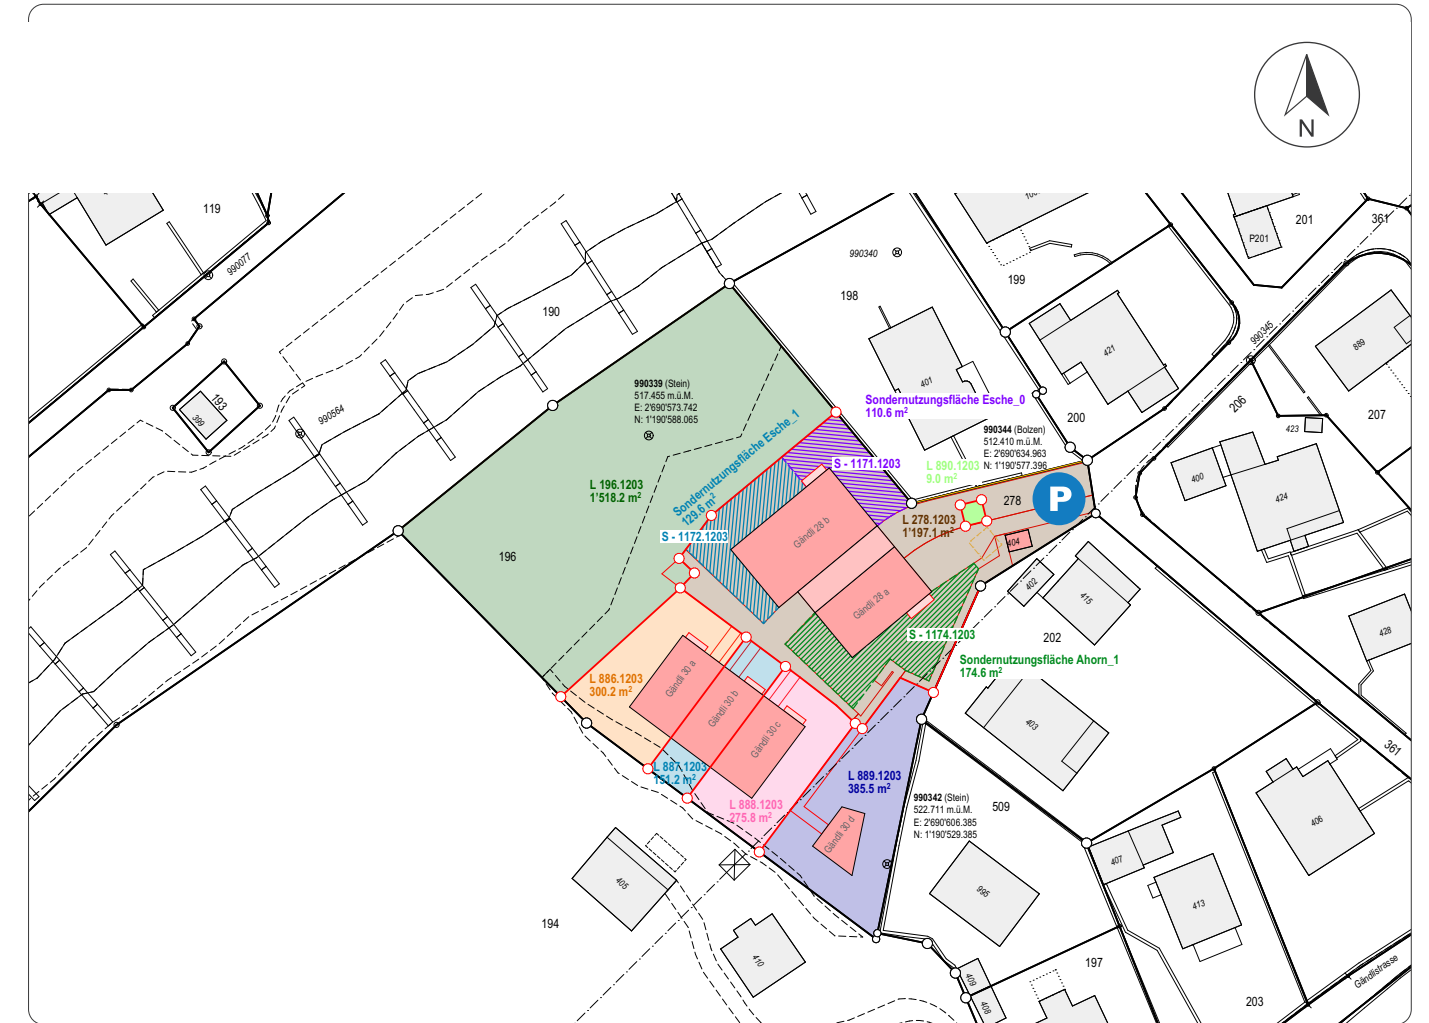 N
119
990077
193
399
990564
190
990340
198
199
P201
201
361
421
990345
889
401
200
206
207
423
400
424
990339 (Stein)
517.455 m.ü.M.
E: 2'690'573.742
N: 1'190'588.065
Sondernutzungsfläche Esche_0
110.6 m²
990344 (Bolzen)
512.410 m.ü.M.
E: 2'690'634.963
N: 1'190'577.396
Sondernutzungsfläche Esche_1
129.6 m²
S - 1171.1203
L 890.1203
9.0 m²
L 196.1203
1'518.2 m²
278
P
L 278.1203
1'197.1 m²
404
S - 1172.1203
Gändli 28 b
196
Gändli 28 a
402
415
428
202
S - 1174.1203
Sondernutzungsfläche Ahorn_1
174.6 m²
L 886.1203
300.2 m²
Gändli 30 a
Gändli 30 b
Gändli 30 c
403
361
L 887.1203
151.2 m²
L 888.1203
275.8 m²
L 889.1203
385.5 m²
990342 (Stein)
522.711 m.ü.M.
E: 2'690'606.385
N: 1'190'529.385
509
Gändli 30 d
406
407
405
995
413
194
410
197
409
408
203
Gändlistrasse